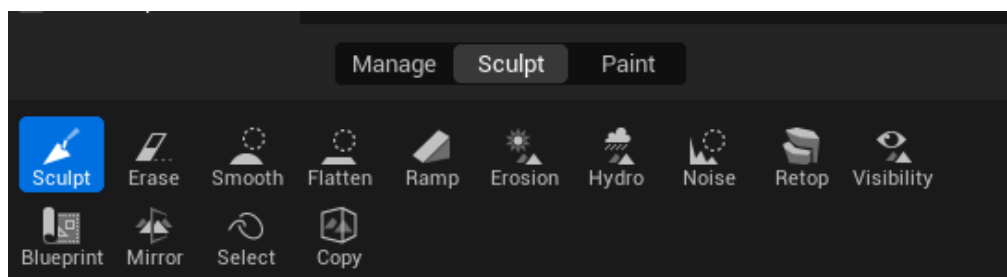 Manage Sculpt Paint
Sculpt Erase Smooth Flatten Ramp Erosion Hydro Noise Retop Visibility
Blueprint Mirror Select Copy